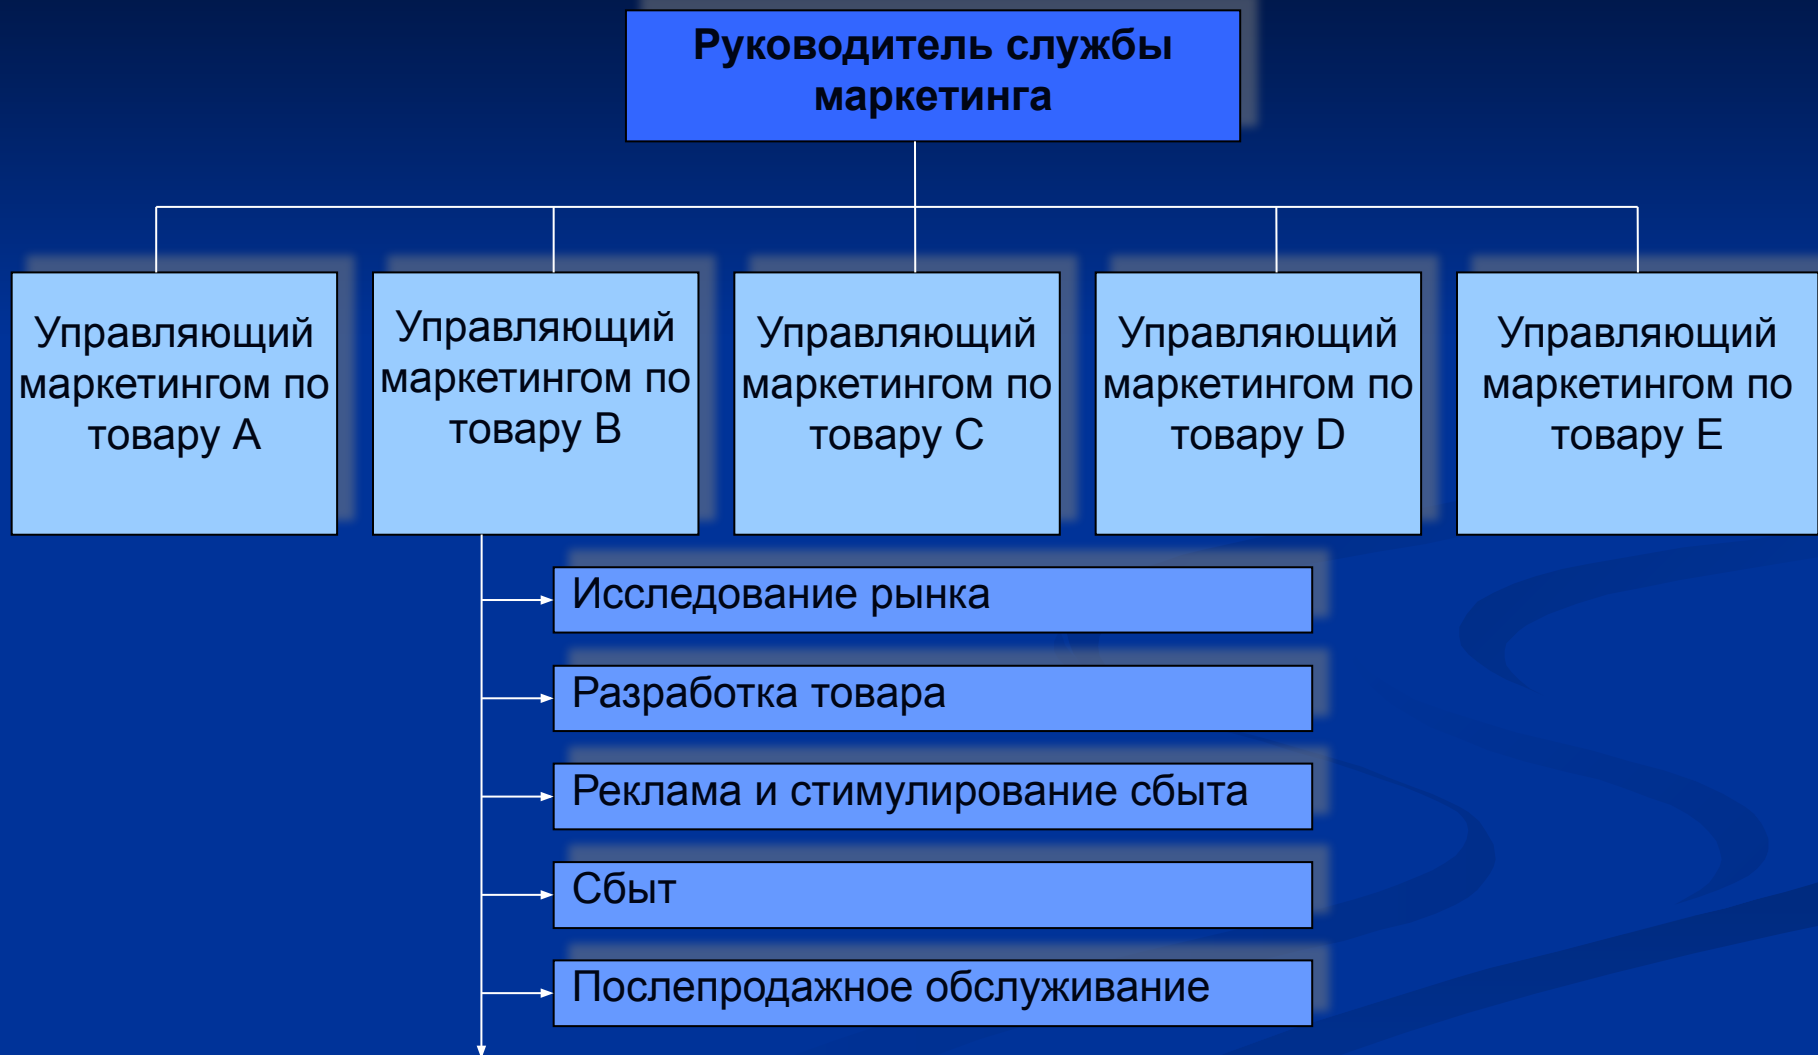 Руководитель службы
маркетинга
Управляющий
маркетингом по
товару А
Управляющий
маркетингом по
товару В
Управляющий
маркетингом по
товару С
Управляющий
маркетингом по
товару D
Управляющий
маркетингом по
товару Е
Исследование рынка
Разработка товара
Реклама и стимулирование сбыта
Сбыт
Послепродажное обслуживание